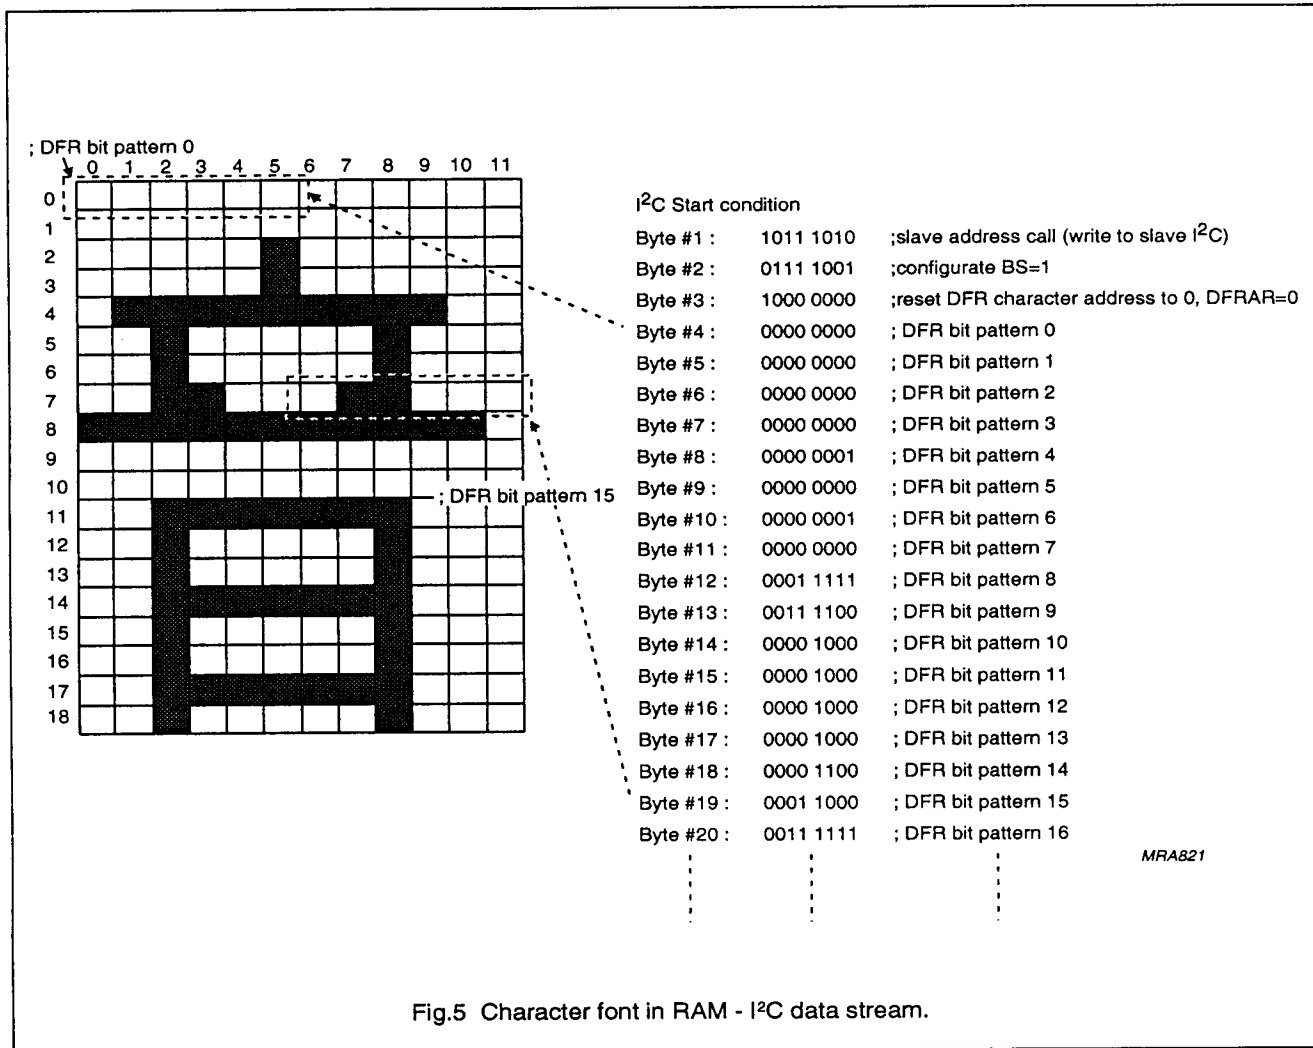 ; DFR bit pattern 0
0 1 2 3 4 5 6 7 8 9 10 11
0
1
2
3
4
5
6
7
8
9
10
; DFR bit pattern 15
11
12
13
14
15
16
17
18
I²C Start condition
Byte #1 : 1011 1010 ;slave address call (write to slave I²C)
Byte #2 : 0111 1001 ;configurate BS=1
Byte #3 : 1000 0000 ;reset DFR character address to 0, DFRAR=0
Byte #4 : 0000 0000 ; DFR bit pattern 0
Byte #5 : 0000 0000 ; DFR bit pattern 1
Byte #6 : 0000 0000 ; DFR bit pattern 2
Byte #7 : 0000 0000 ; DFR bit pattern 3
Byte #8 : 0000 0001 ; DFR bit pattern 4
Byte #9 : 0000 0000 ; DFR bit pattern 5
Byte #10 : 0000 0001 ; DFR bit pattern 6
Byte #11 : 0000 0000 ; DFR bit pattern 7
Byte #12 : 0001 1111 ; DFR bit pattern 8
Byte #13 : 0011 1100 ; DFR bit pattern 9
Byte #14 : 0000 1000 ; DFR bit pattern 10
Byte #15 : 0000 1000 ; DFR bit pattern 11
Byte #16 : 0000 1000 ; DFR bit pattern 12
Byte #17 : 0000 1000 ; DFR bit pattern 13
Byte #18 : 0000 1100 ; DFR bit pattern 14
Byte #19 : 0001 1000 ; DFR bit pattern 15
Byte #20 : 0011 1111 ; DFR bit pattern 16
MRA821
Fig.5 Character font in RAM - I²C data stream.